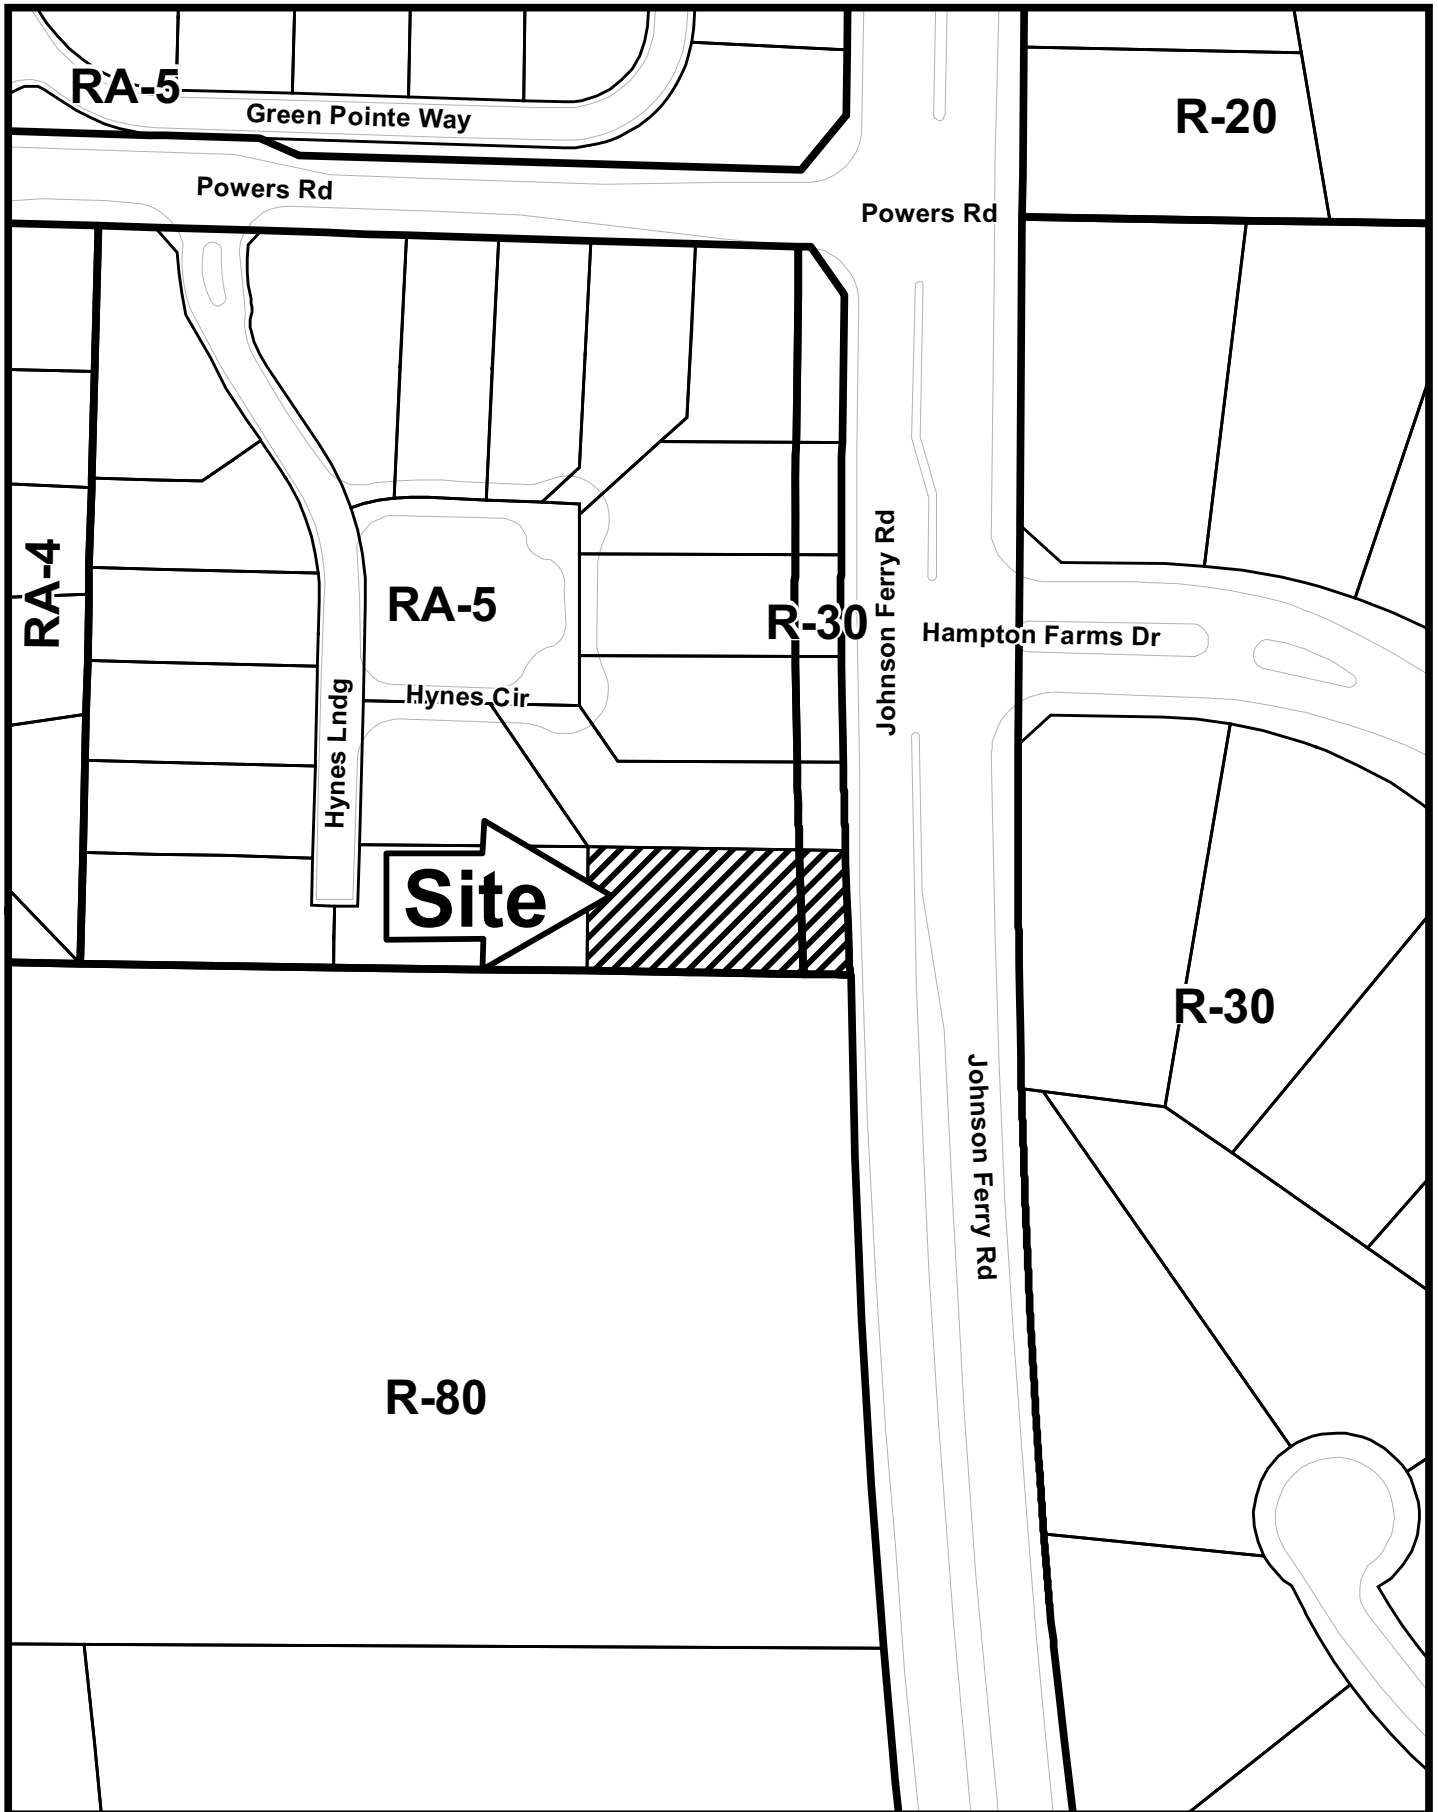 RA-5
Green Pointe Way
R-20
Powers Rd
Powers Rd
RA-4
RA-5
R-30
Johnson Ferry Rd
Hampton Farms Dr
Hynes Cir
Hynes Lndg
Site
R-30
Johnson Ferry Rd
R-80